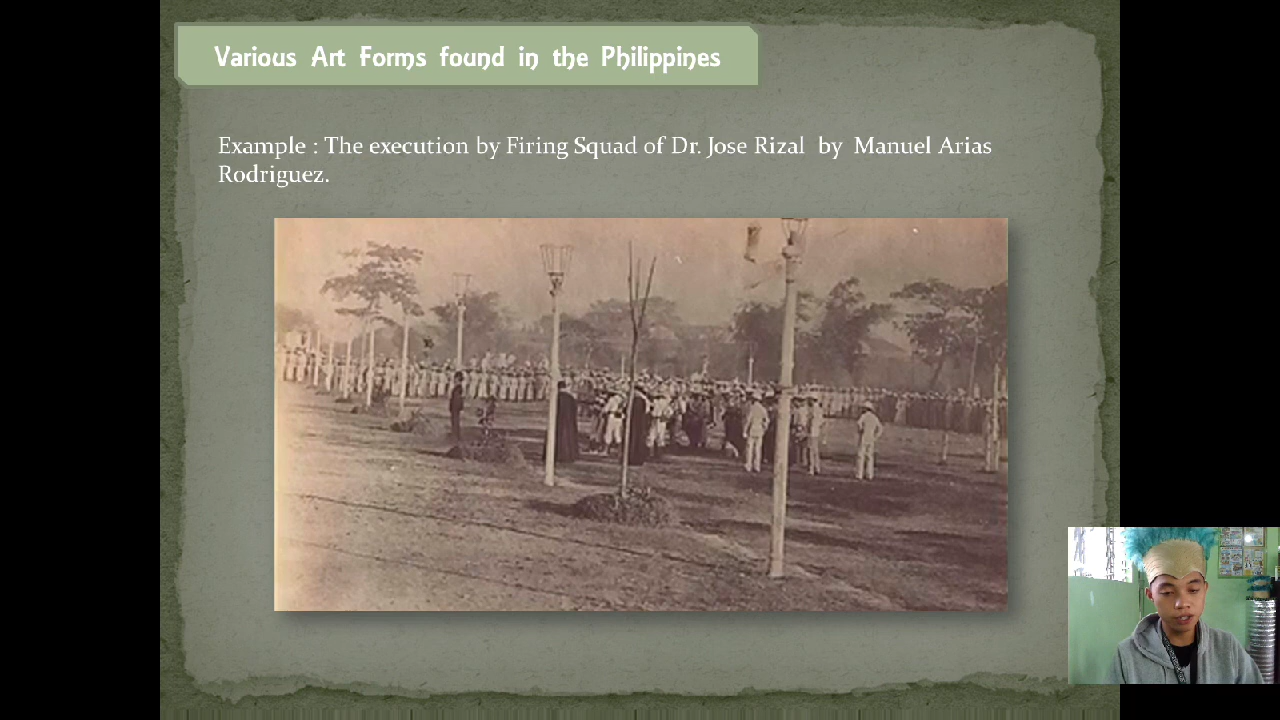 Various Art Forms found in the Philippines
Example : The execution by Firing Squad of Dr. Jose Rizal by Manuel Arias
Rodriguez.